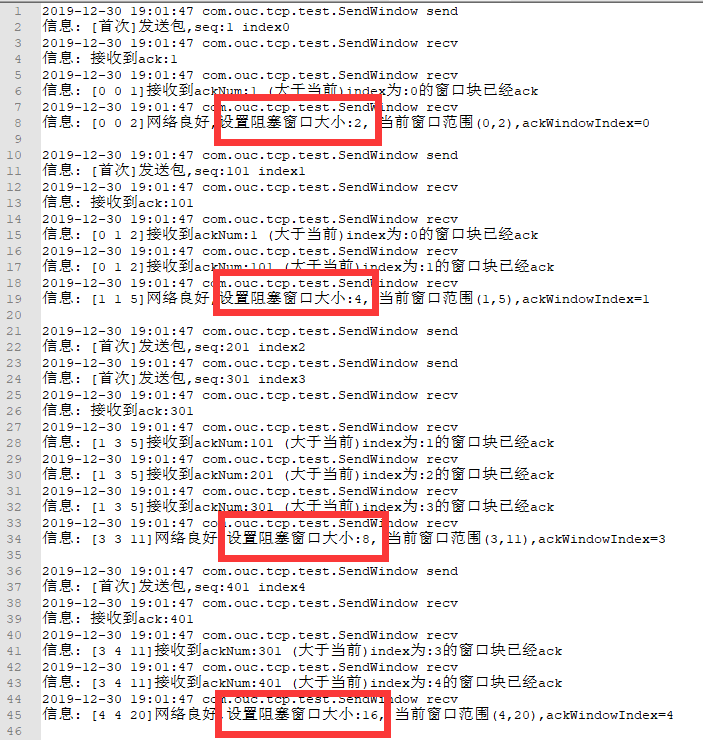 1 2019-12-30 19:01:47 com.ouc.tcp.test.SendWindow send
2 信息: [首次]发送包,seq:1 index0
3 2019-12-30 19:01:47 com.ouc.tcp.test.SendWindow recv
4 信息: 接收到ack:1
5 2019-12-30 19:01:47 com.ouc.tcp.test.SendWindow recv
6 信息: [0 0 1]接收到ackNum:1 (大于当前)index为:0的窗口块已经ack
7 2019-12-30 19:01:47 com.ouc.tcp.test.SendWindow recv
8 信息: [0 0 2]网络良好,设置阻塞窗口大小:2, 当前窗口范围(0,2),ackWindowIndex=0
9
10 2019-12-30 19:01:47 com.ouc.tcp.test.SendWindow send
11 信息: [首次]发送包,seq:101 index1
12 2019-12-30 19:01:47 com.ouc.tcp.test.SendWindow recv
13 信息: 接收到ack:101
14 2019-12-30 19:01:47 com.ouc.tcp.test.SendWindow recv
15 信息: [0 1 2]接收到ackNum:1 (大于当前)index为:0的窗口块已经ack
16 2019-12-30 19:01:47 com.ouc.tcp.test.SendWindow recv
17 信息: [0 1 2]接收到ackNum:101 (大于当前)index为:1的窗口块已经ack
18 2019-12-30 19:01:47 com.ouc.tcp.test.SendWindow recv
19 信息: [1 1 5]网络良好,设置阻塞窗口大小:4, 当前窗口范围(1,5),ackWindowIndex=1
20
21 2019-12-30 19:01:47 com.ouc.tcp.test.SendWindow send
22 信息: [首次]发送包,seq:201 index2
23 2019-12-30 19:01:47 com.ouc.tcp.test.SendWindow send
24 信息: [首次]发送包,seq:301 index3
25 2019-12-30 19:01:47 com.ouc.tcp.test.SendWindow recv
26 信息: 接收到ack:301
27 2019-12-30 19:01:47 com.ouc.tcp.test.SendWindow recv
28 信息: [1 3 5]接收到ackNum:101 (大于当前)index为:1的窗口块已经ack
29 2019-12-30 19:01:47 com.ouc.tcp.test.SendWindow recv
30 信息: [1 3 5]接收到ackNum:201 (大于当前)index为:2的窗口块已经ack
31 2019-12-30 19:01:47 com.ouc.tcp.test.SendWindow recv
32 信息: [1 3 5]接收到ackNum:301 (大于当前)index为:3的窗口块已经ack
33 2019-12-30 19:01:47 com.ouc.tcp.test.SendWindow recv
34 信息: [3 3 11]网络良好,设置阻塞窗口大小:8, 当前窗口范围(3,11),ackWindowIndex=3
35
36 2019-12-30 19:01:47 com.ouc.tcp.test.SendWindow send
37 信息: [首次]发送包,seq:401 index4
38 2019-12-30 19:01:47 com.ouc.tcp.test.SendWindow recv
39 信息: 接收到ack:401
40 2019-12-30 19:01:47 com.ouc.tcp.test.SendWindow recv
41 信息: [3 4 11]接收到ackNum:301 (大于当前)index为:3的窗口块已经ack
42 2019-12-30 19:01:47 com.ouc.tcp.test.SendWindow recv
43 信息: [3 4 11]接收到ackNum:401 (大于当前)index为:4的窗口块已经ack
44 2019-12-30 19:01:47 com.ouc.tcp.test.SendWindow recv
45 信息: [4 4 20]网络良好,设置阻塞窗口大小:16, 当前窗口范围(4,20),ackWindowIndex=4
46